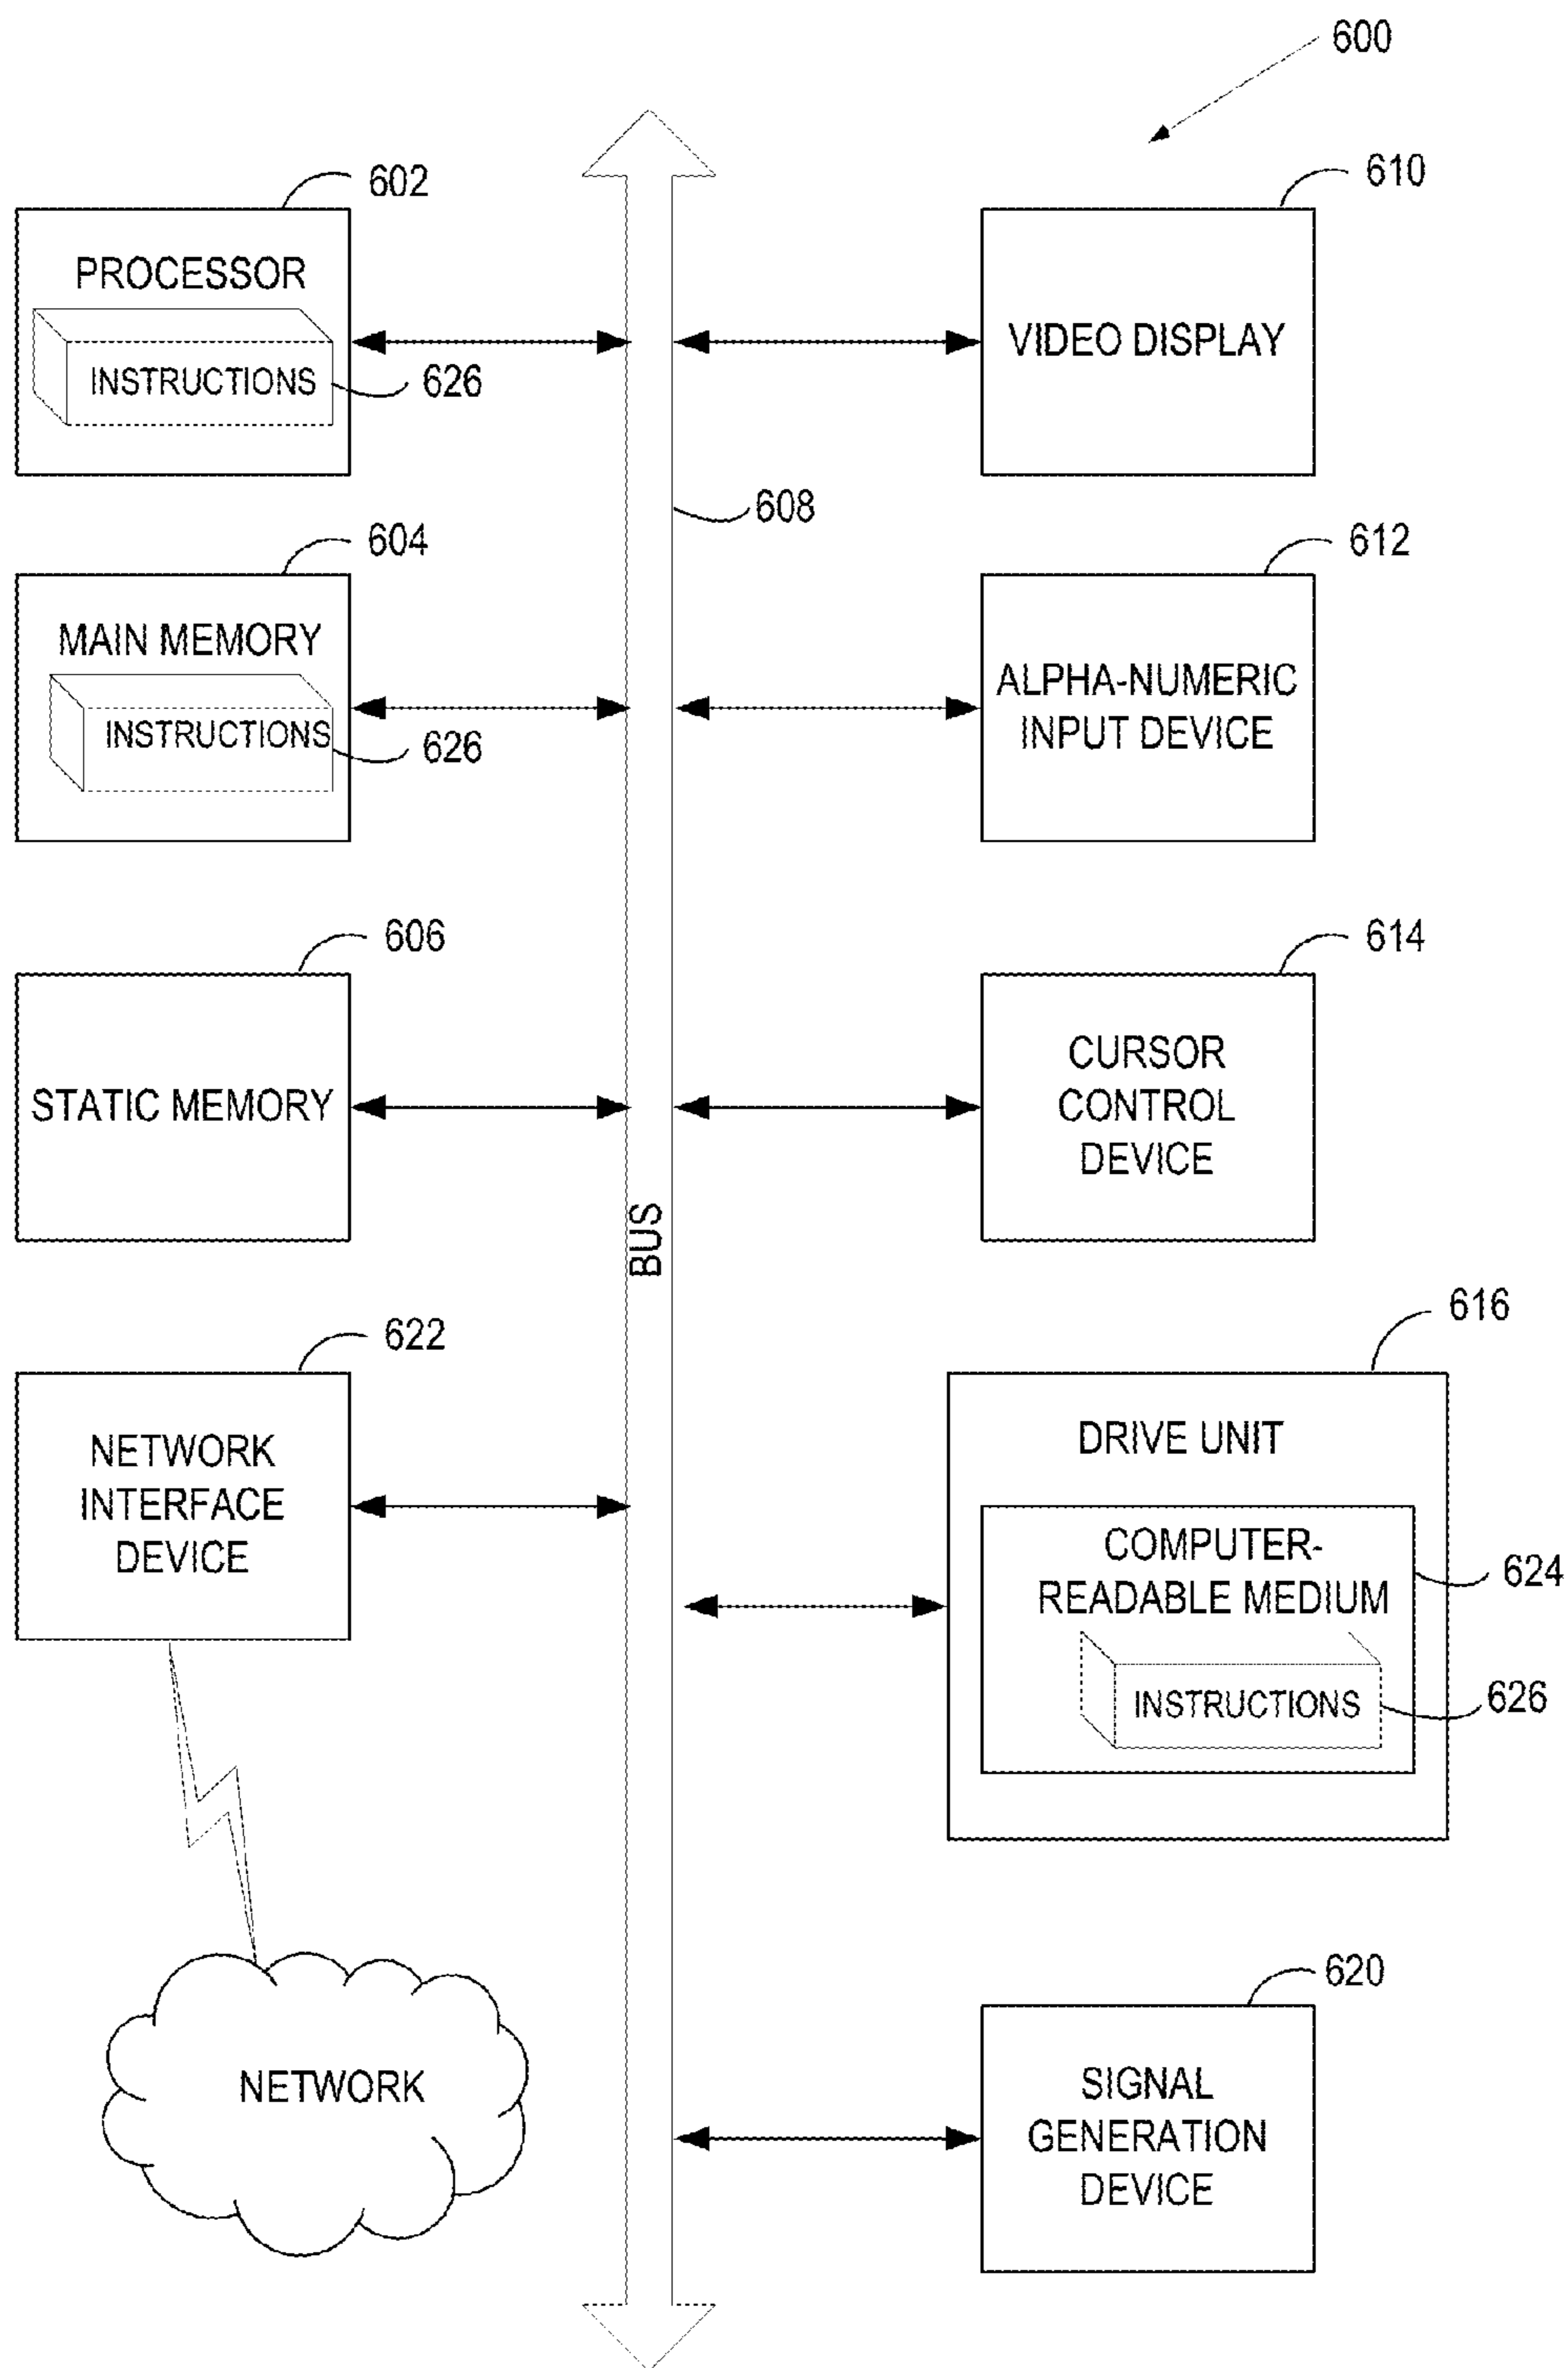 600
602
PROCESSOR
INSTRUCTIONS
626
610
VIDEO DISPLAY
608
604
MAIN MEMORY
INSTRUCTIONS
626
612
ALPHA-NUMERIC
INPUT DEVICE
606
STATIC MEMORY
614
CURSOR
CONTROL
DEVICE
BUS
622
NETWORK
INTERFACE
DEVICE
616
DRIVE UNIT
COMPUTER-
READABLE MEDIUM
624
INSTRUCTIONS
626
NETWORK
620
SIGNAL
GENERATION
DEVICE